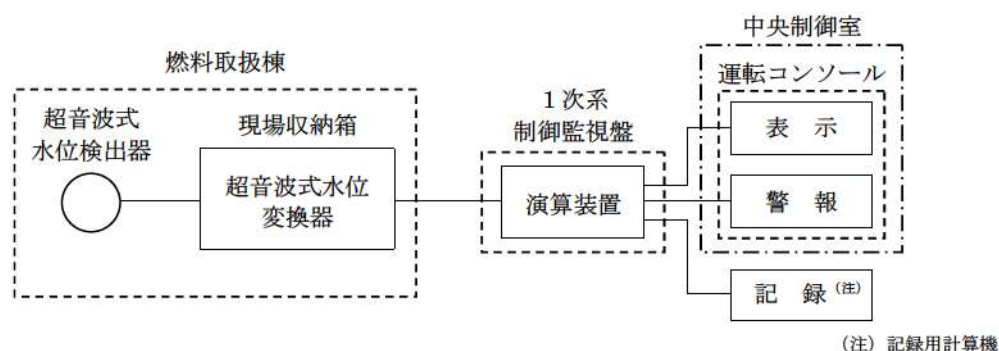 中央制御室
燃料取扱棟
運転コンソール
超音波式
水位検出器
現場収納箱
1次系
制御監視盤
表 示
超音波式水位
変換器
演算装置
警 報
記 録 (注)
(注) 記録用計算機